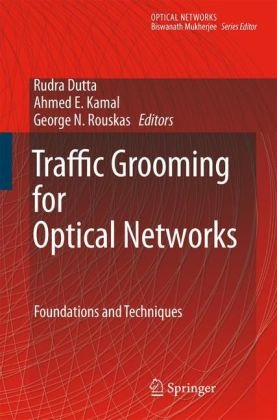 OPTICAL NETWORKS
Biswanath Mukherjee Series Editor
Rudra Dutta
Ahmed E. Kamal
George N. Rouskas Editors
Traffic Grooming
for
Optical Networks
Foundations and Techniques
Springer